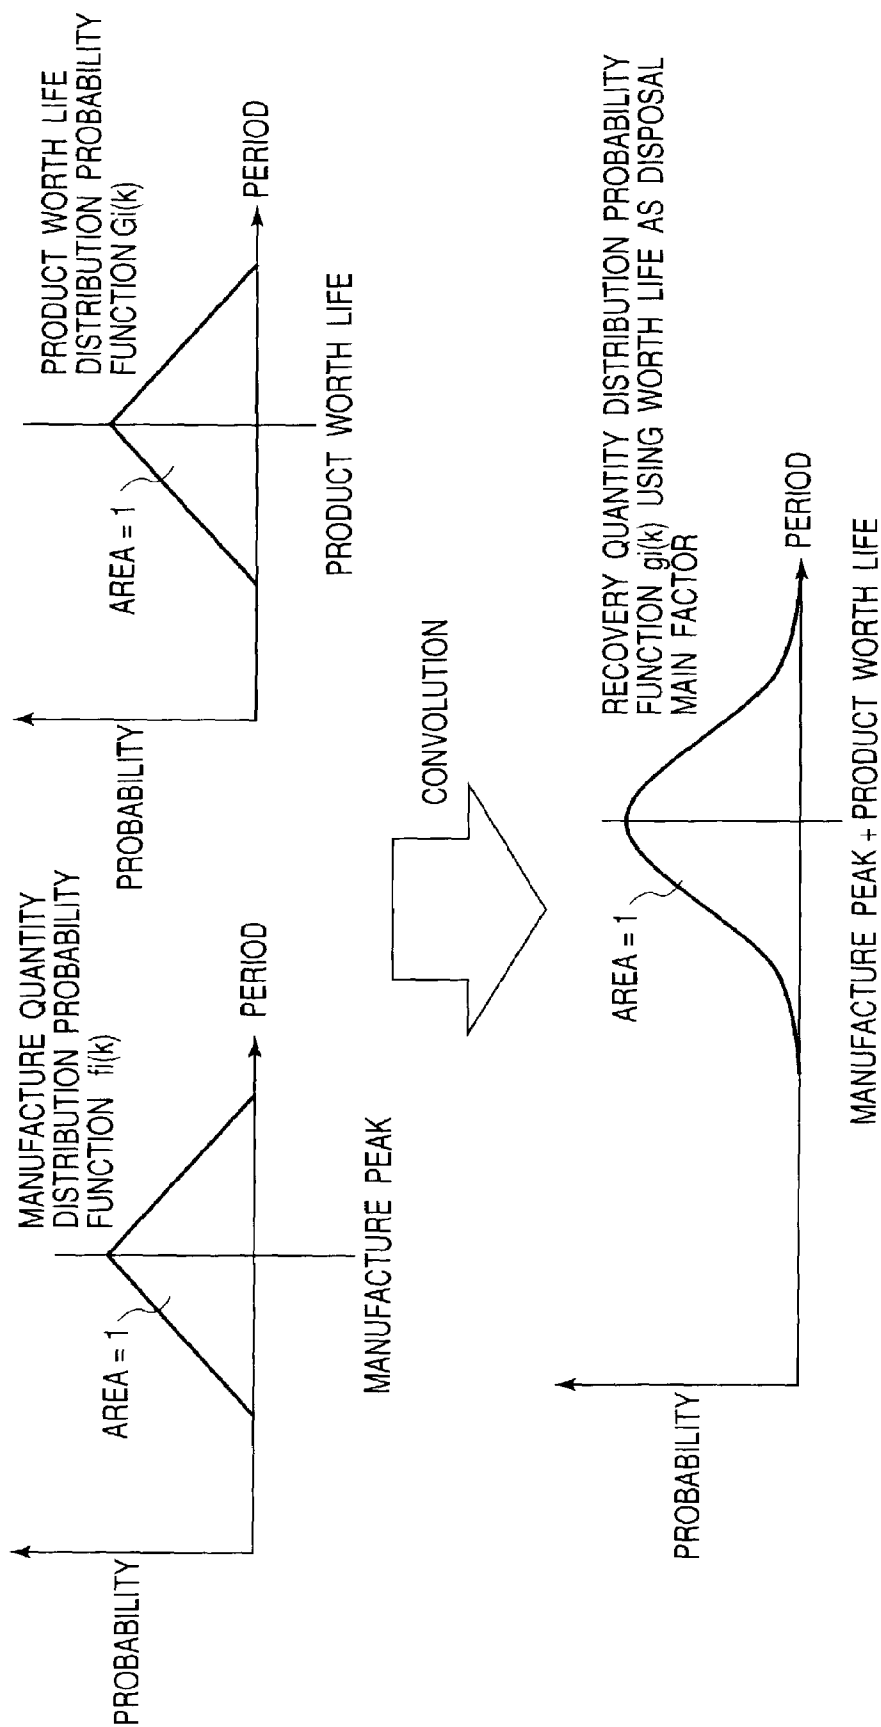 MANUFACTURE QUANTITY
DISTRIBUTION PROBABILITY
FUNCTION fi(k)
AREA = 1
PROBABILITY
PERIOD
MANUFACTURE PEAK
PRODUCT WORTH LIFE
DISTRIBUTION PROBABILITY
FUNCTION Gi(k)
AREA = 1
PROBABILITY
PERIOD
PRODUCT WORTH LIFE
CONVOLUTION
RECOVERY QUANTITY DISTRIBUTION PROBABILITY
FUNCTION gi(k) USING WORTH LIFE AS DISPOSAL
MAIN FACTOR
AREA = 1
PROBABILITY
PERIOD
MANUFACTURE PEAK + PRODUCT WORTH LIFE